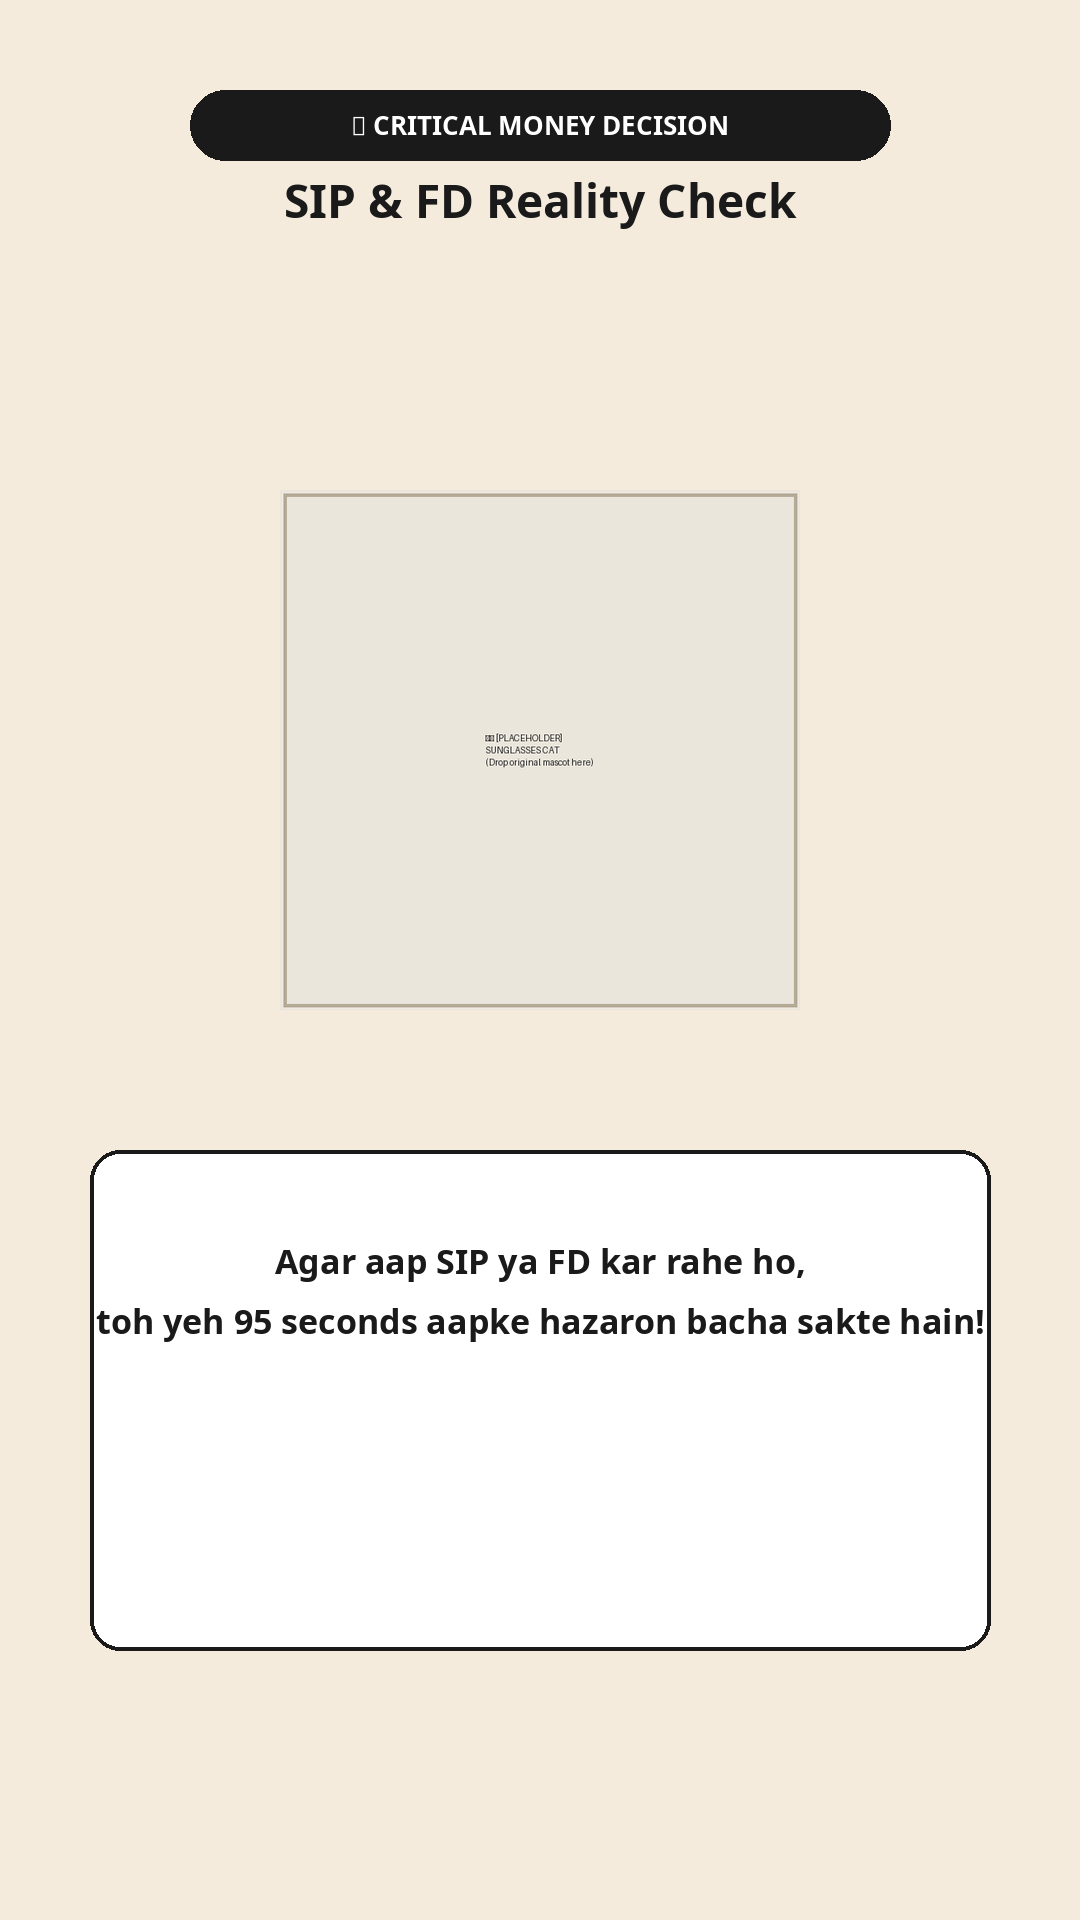 CRITICAL MONEY DECISION
SIP & FD Reality Check
[PLACEHOLDER]
SUNGLASSES CAT
(Drop original mascot here)
Agar aap SIP ya FD kar rahe ho,
toh yeh 95 seconds aapke hazaron bacha sakte hain!